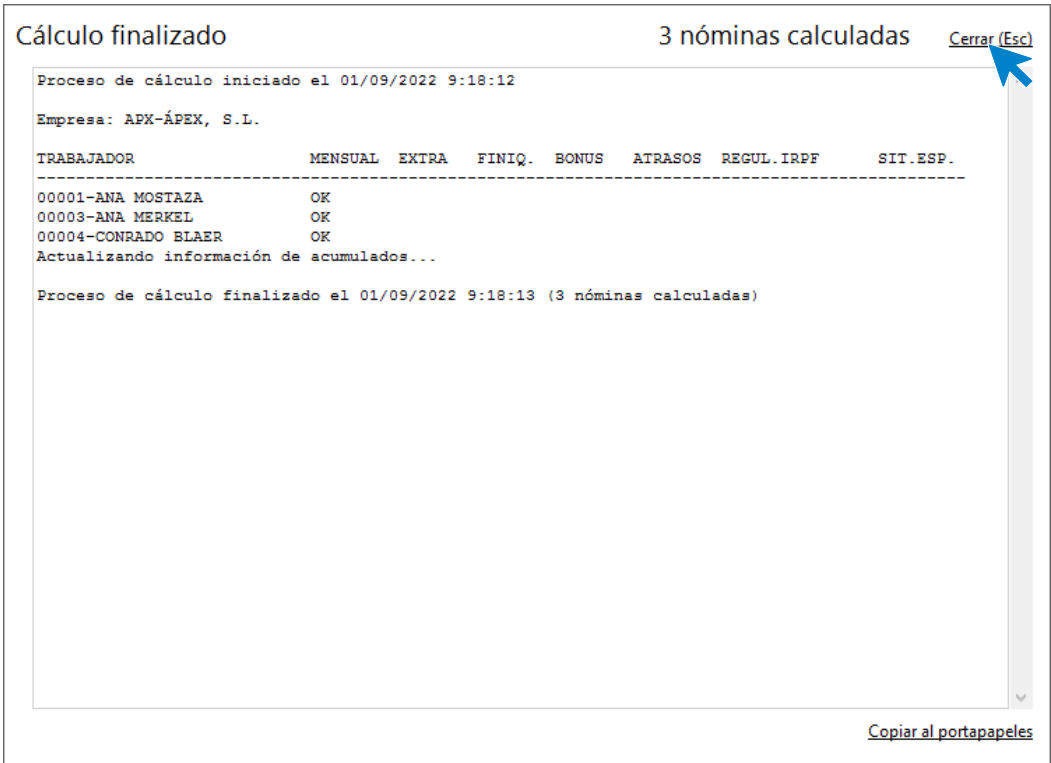 Cálculo finalizado 3 nóminas calculadas Cerrar (Esc)
Proceso de cálculo iniciado el 01/09/2022 9:18:12
Empresa: APX-ÁPEX, S.L.
TRABAJADOR MENSUAL EXTRA FINIQ. BONUS ATRASOS REGUL.IRPF SIT.ESP.
----------------------------------------------------------------------------------------------
00001-ANA MOSTAZA OK
00003-ANA MERKEL OK
00004-CONRADO BLAER OK
Actualizando información de acumulados...
Proceso de cálculo finalizado el 01/09/2022 9:18:13 (3 nóminas calculadas)
Copiar al portapapeles